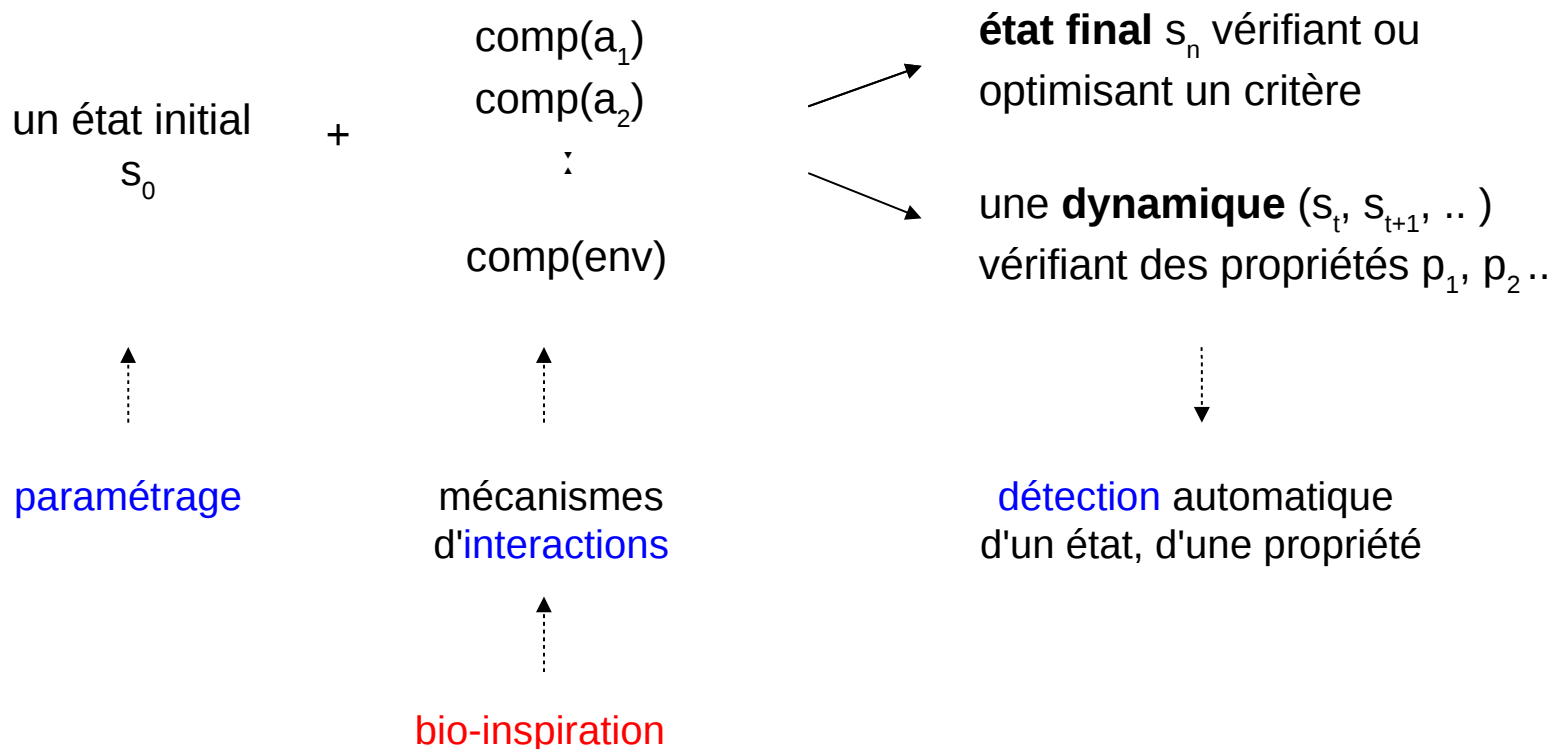 un état initial
s₀
+
comp(a₁)
comp(a₂)
:
comp(env)
état final sₙ vérifiant ou
optimisant un critère
une dynamique (sₜ, sₜ₊₁, .. )
vérifiant des propriétés p₁, p₂ ..
paramétrage
mécanismes
d'interactions
détection automatique
d'un état, d'une propriété
bio-inspiration